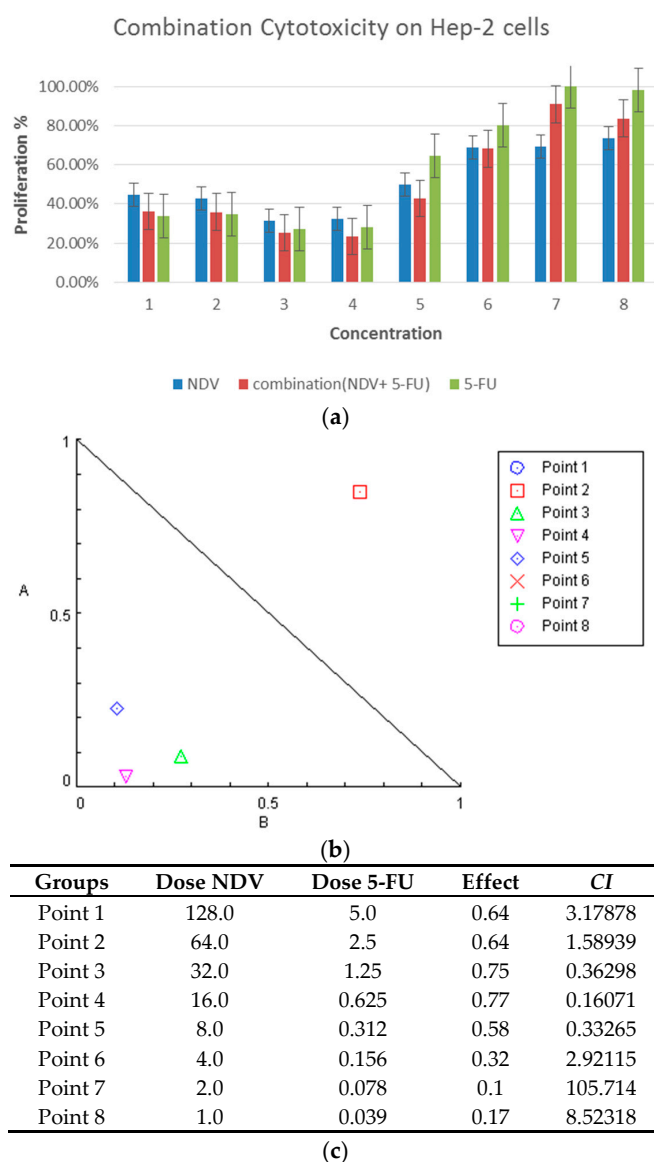 Combination Cytotoxicity on Hep-2 cells
Proliferation %
100.00%
80.00%
60.00%
40.00%
20.00%
0.00%
1 2 3 4 5 6 7 8
Concentration
NDV combination(NDV+ 5-FU) 5-FU
(a)
1
A
0.5
0
0 0.5 1
B
Point 1
Point 2
Point 3
Point 4
Point 5
Point 6
Point 7
Point 8
(b)
Groups Dose NDV Dose 5-FU Effect CI
Point 1 128.0 5.0 0.64 3.17878
Point 2 64.0 2.5 0.64 1.58939
Point 3 32.0 1.25 0.75 0.36298
Point 4 16.0 0.625 0.77 0.16071
Point 5 8.0 0.312 0.58 0.33265
Point 6 4.0 0.156 0.32 2.92115
Point 7 2.0 0.078 0.1 105.714
Point 8 1.0 0.039 0.17 8.52318
(c)